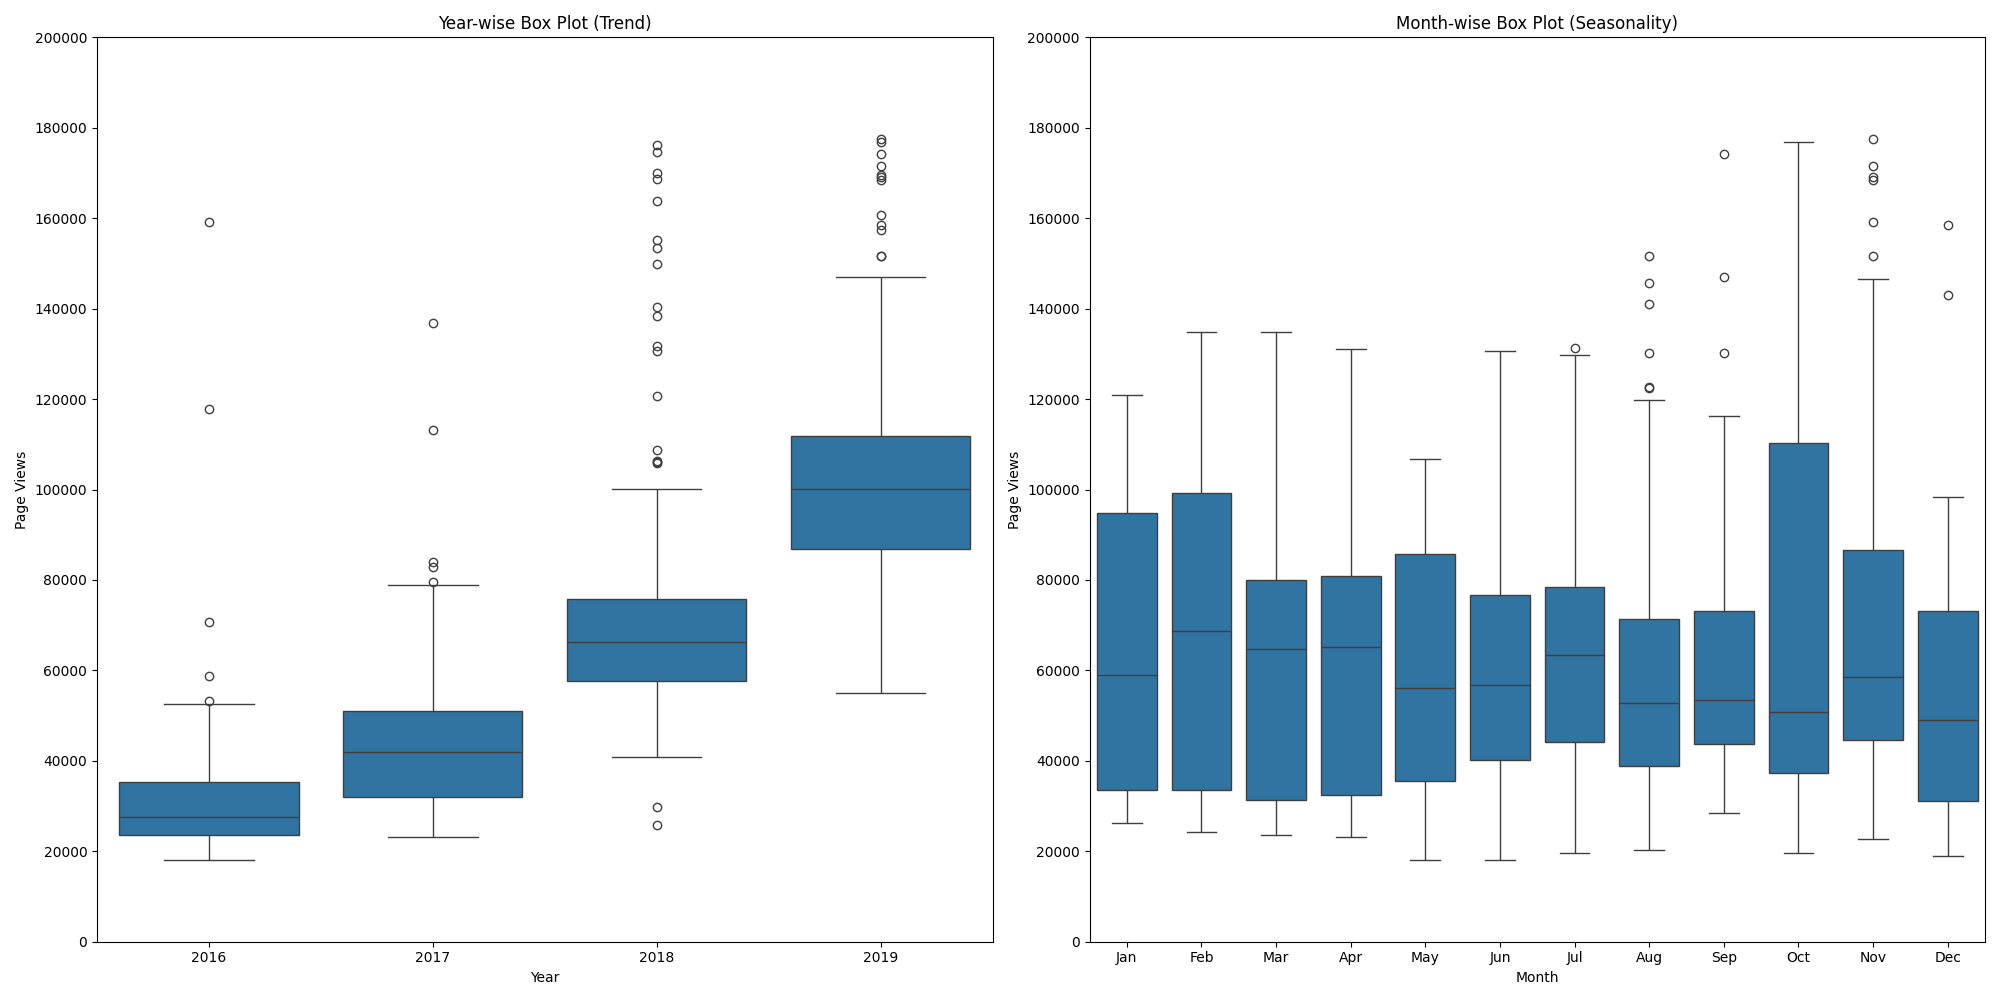 Year-wise Box Plot (Trend)
200000
180000
160000
140000
120000
100000
80000
60000
40000
20000
0
Page Views
2016 2017 2018 2019
Year
Month-wise Box Plot (Seasonality)
200000
180000
160000
140000
120000
100000
80000
60000
40000
20000
0
Page Views
Jan Feb Mar Apr May Jun Jul Aug Sep Oct Nov Dec
Month